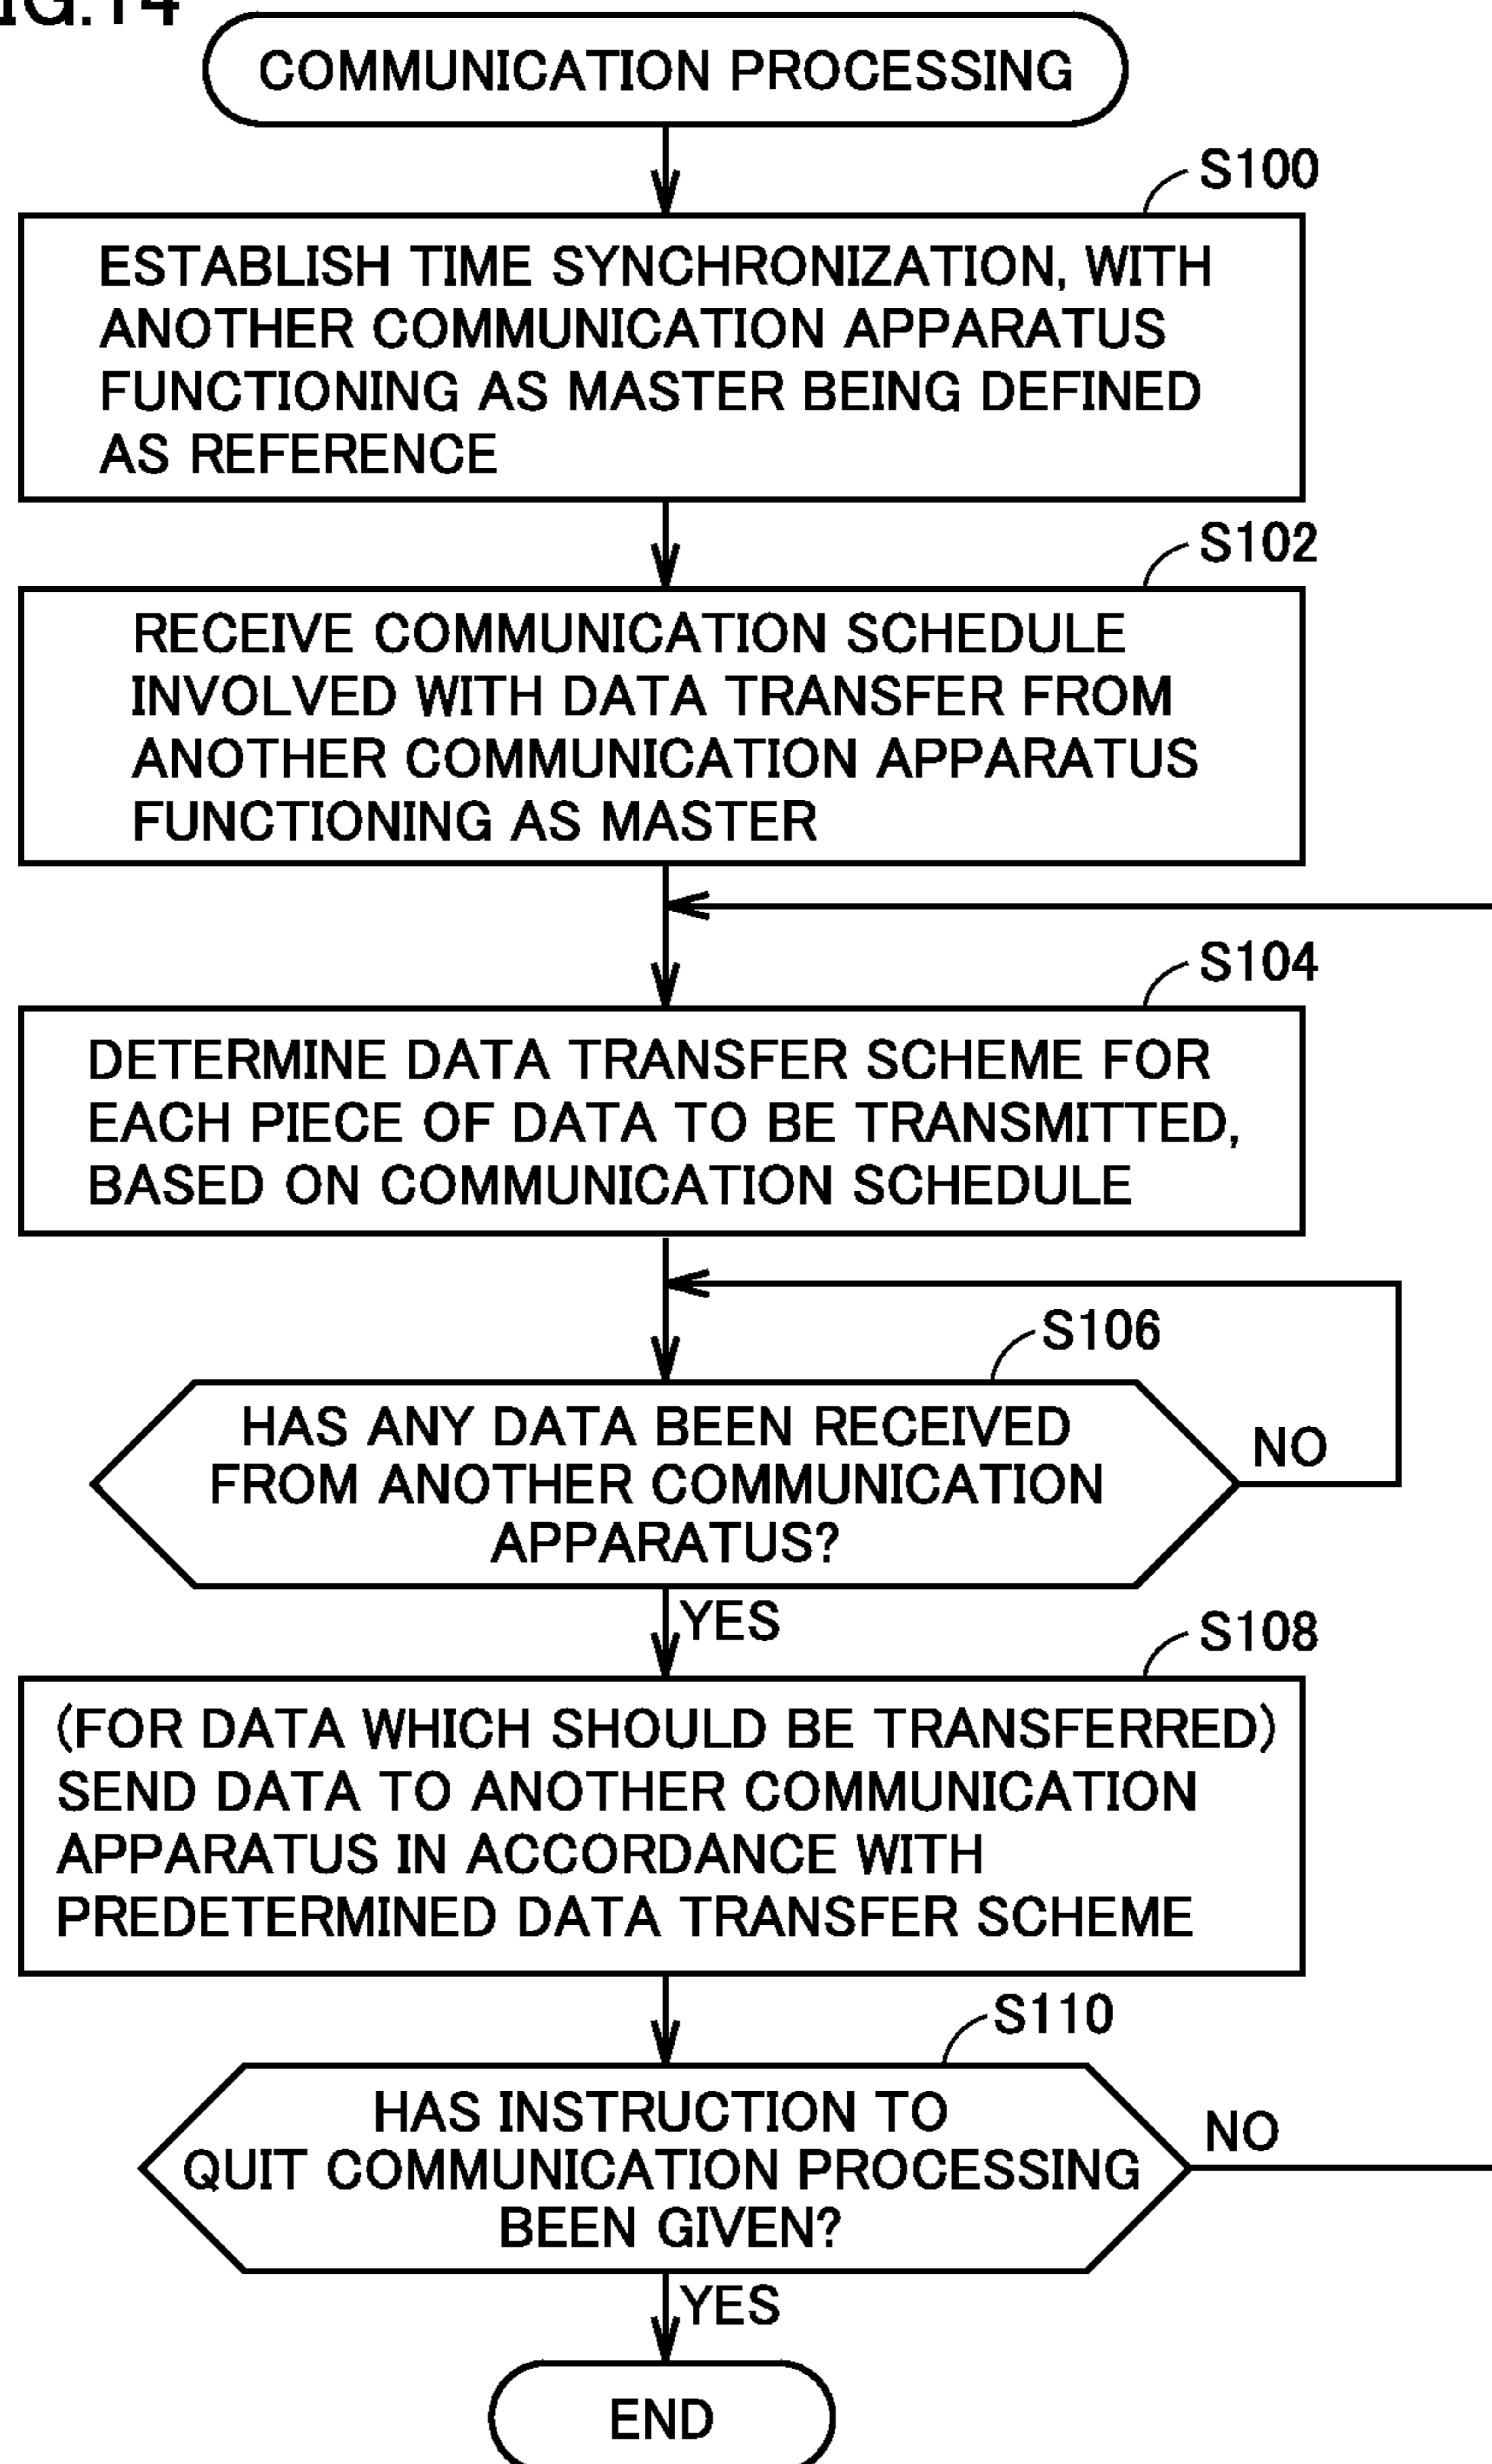 FIG.14
COMMUNICATION PROCESSING
S100
ESTABLISH TIME SYNCHRONIZATION, WITH
ANOTHER COMMUNICATION APPARATUS
FUNCTIONING AS MASTER BEING DEFINED
AS REFERENCE
S102
RECEIVE COMMUNICATION SCHEDULE
INVOLVED WITH DATA TRANSFER FROM
ANOTHER COMMUNICATION APPARATUS
FUNCTIONING AS MASTER
S104
DETERMINE DATA TRANSFER SCHEME FOR
EACH PIECE OF DATA TO BE TRANSMITTED,
BASED ON COMMUNICATION SCHEDULE
S106
HAS ANY DATA BEEN RECEIVED
FROM ANOTHER COMMUNICATION
APPARATUS?
NO
YES
S108
(FOR DATA WHICH SHOULD BE TRANSFERRED)
SEND DATA TO ANOTHER COMMUNICATION
APPARATUS IN ACCORDANCE WITH
PREDETERMINED DATA TRANSFER SCHEME
S110
HAS INSTRUCTION TO
QUIT COMMUNICATION PROCESSING
BEEN GIVEN?
NO
YES
END